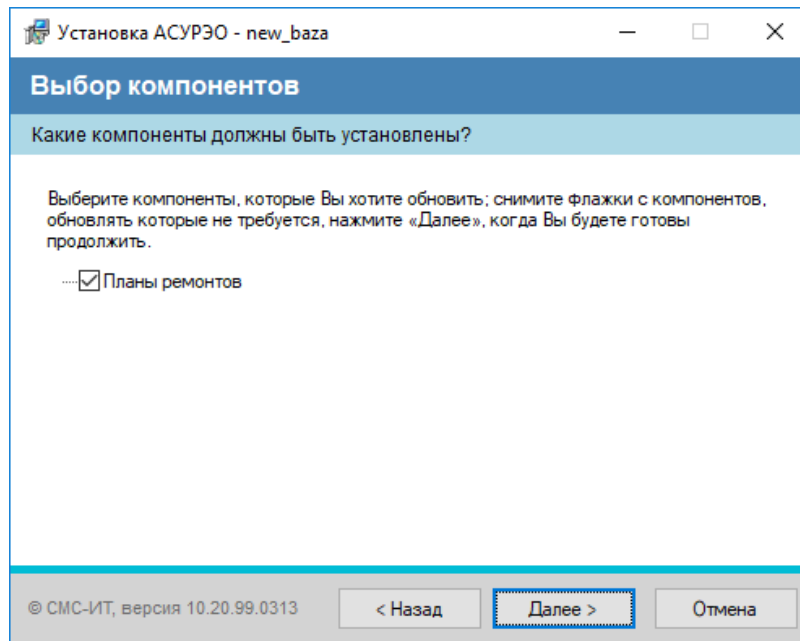 Установка АСУРЭО - new_baza
Выбор компонентов
Какие компоненты должны быть установлены?
Выберите компоненты, которые Вы хотите обновить; снимите флажки с компонентов,
обновлять которые не требуется, нажмите «Далее», когда Вы будете готовы
продолжить.
Планы ремонтов
© СМС-ИТ, версия 10.20.99.0313
< Назад
Далее >
Отмена